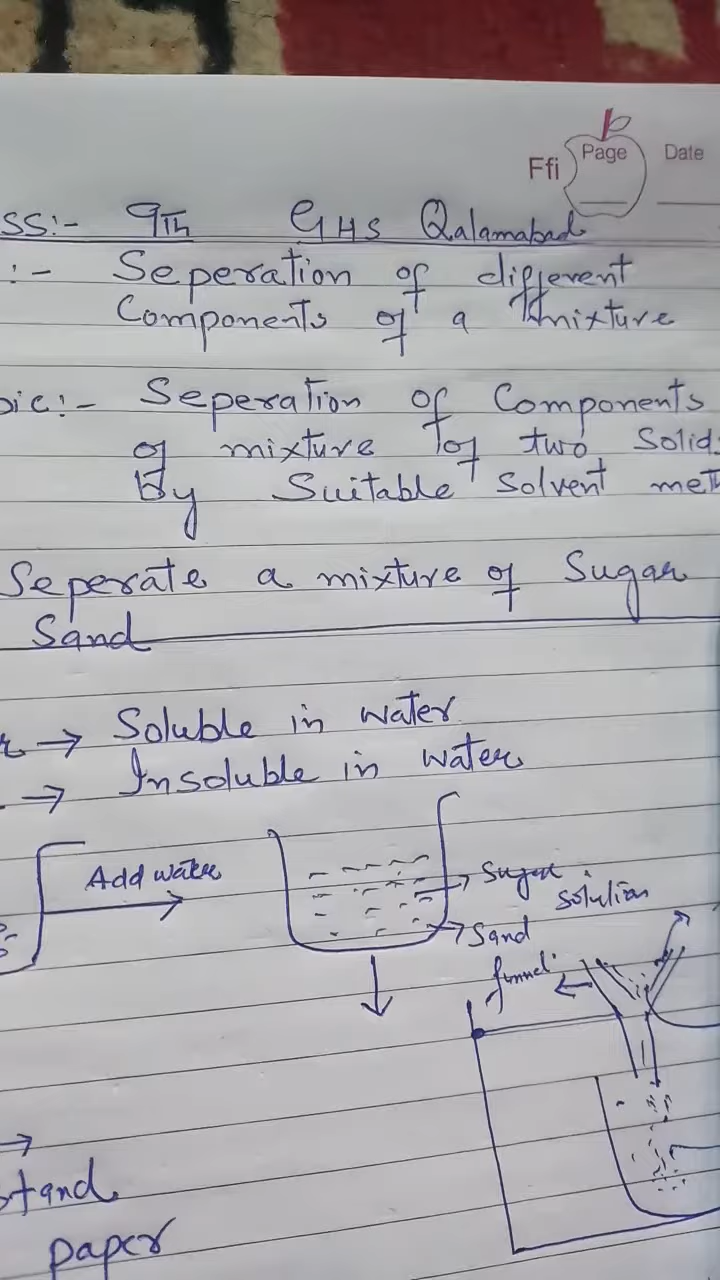 Ffi Page Date
SS:- 9Th GHS Qalamabad
:- Seperation of different
Components of a mixture
pic:- Seperation of Components
of mixture of two Solids
By Suitable Solvent met
Seperate a mixture of Sugar
Sand
r → Soluble in water
→ Insoluble in water
Add water
→ Sugar solution
→ Sand
funnel
stand
paper